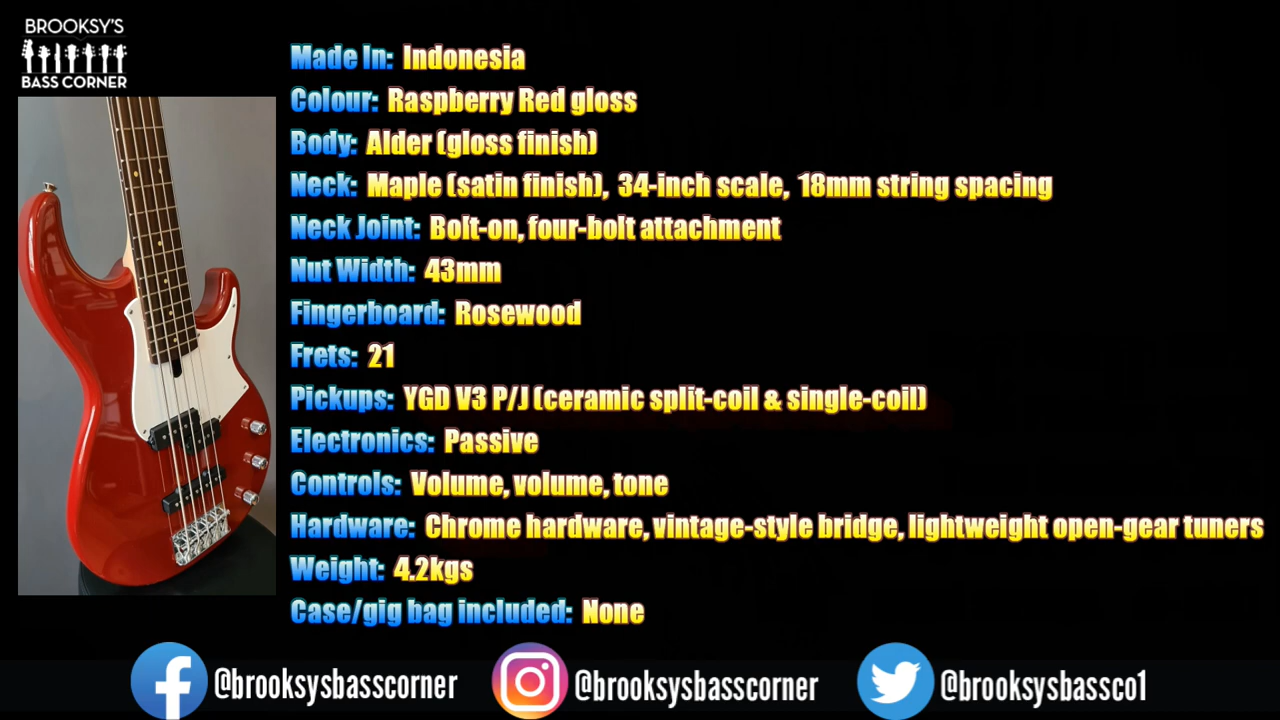 BROOKSY'S
BASS CORNER
Made In: Indonesia
Colour: Raspberry Red gloss
Body: Alder (gloss finish)
Neck: Maple (satin finish), 34-inch scale, 18mm string spacing
Neck Joint: Bolt-on, four-bolt attachment
Nut Width: 43mm
Fingerboard: Rosewood
Frets: 21
Pickups: YGD V3 P/J (ceramic split-coil & single-coil)
Electronics: Passive
Controls: Volume, volume, tone
Hardware: Chrome hardware, vintage-style bridge, lightweight open-gear tuners
Weight: 4.2kgs
Case/gig bag included: None
@brooksysbasscorner @brooksysbasscorner @brooksysbassco1